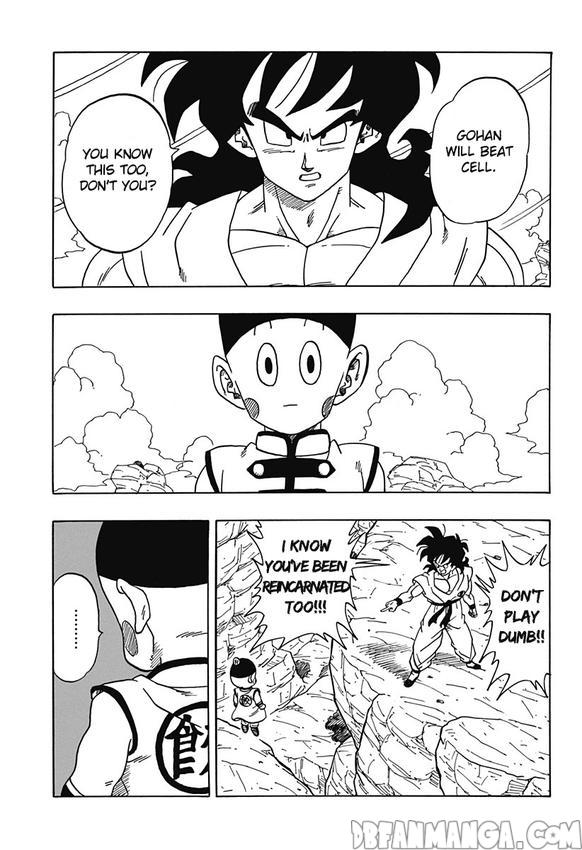 GOHAN
WILL BEAT
CELL.
YOU KNOW
THIS TOO,
DON'T YOU?
DON'T
PLAY
DUMB!!
I KNOW
YOU'VE BEEN
REINCARNATED
TOO!!!
........
DBFANMANGA.COM